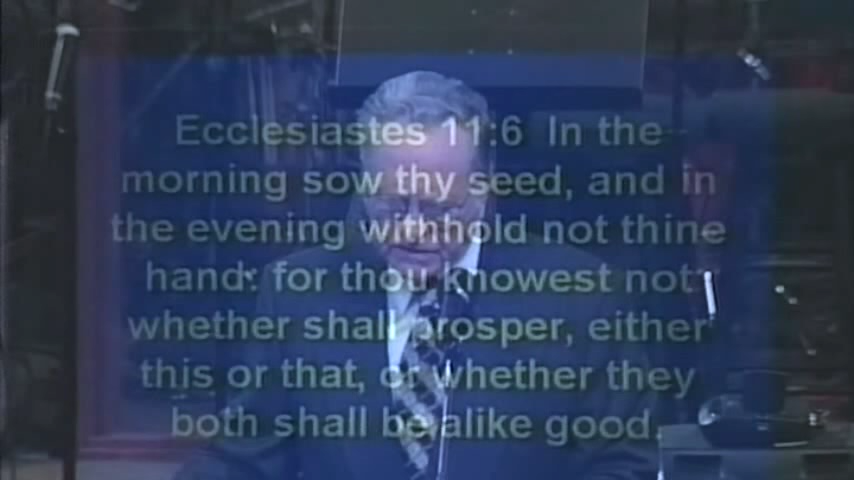 Ecclesiastes 11:6 In the
morning sow thy seed, and in
the evening withhold not thine
hand: for thou knowest not
whether shall prosper, either
this or that, or whether they
both shall be alike good.